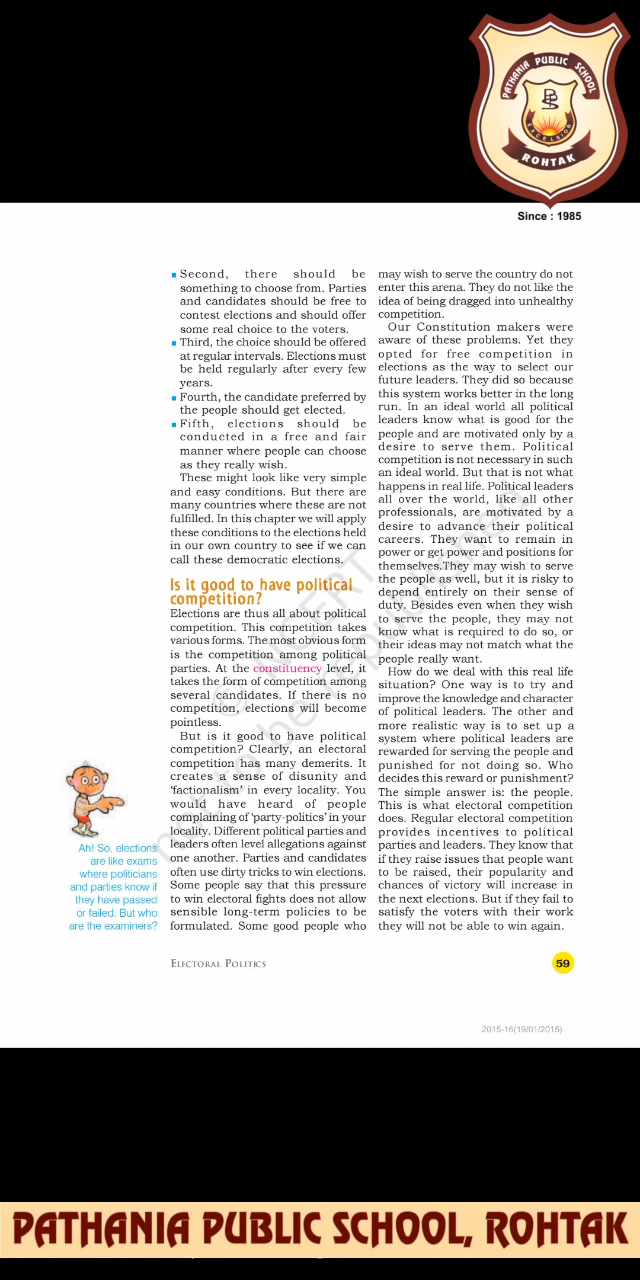 PATHANIA PUBLIC SCHOOL
PS
EXCELSIOR
ROHTAK
Since : 1985
Second, there should be
something to choose from. Parties
and candidates should be free to
contest elections and should offer
some real choice to the voters.
Third, the choice should be offered
at regular intervals. Elections must
be held regularly after every few
years.
Fourth, the candidate preferred by
the people should get elected.
Fifth, elections should be
conducted in a free and fair
manner where people can choose
as they really wish.
These might look like very simple
and easy conditions. But there are
many countries where these are not
fulfilled. In this chapter we will apply
these conditions to the elections held
in our own country to see if we can
call these democratic elections.
Is it good to have political
competition?
Elections are thus all about political
competition. This competition takes
various forms. The most obvious form
is the competition among political
parties. At the constituency level, it
takes the form of competition among
several candidates. If there is no
competition, elections will become
pointless.
But is it good to have political
competition? Clearly, an electoral
competition has many demerits. It
creates a sense of disunity and
‘factionalism’ in every locality. You
would have heard of people
complaining of ‘party-politics’ in your
locality. Different political parties and
leaders often level allegations against
one another. Parties and candidates
often use dirty tricks to win elections.
Some people say that this pressure
to win electoral fights does not allow
sensible long-term policies to be
formulated. Some good people who
may wish to serve the country do not
enter this arena. They do not like the
idea of being dragged into unhealthy
competition.
Our Constitution makers were
aware of these problems. Yet they
opted for free competition in
elections as the way to select our
future leaders. They did so because
this system works better in the long
run. In an ideal world all political
leaders know what is good for the
people and are motivated only by a
desire to serve them. Political
competition is not necessary in such
an ideal world. But that is not what
happens in real life. Political leaders
all over the world, like all other
professionals, are motivated by a
desire to advance their political
careers. They want to remain in
power or get power and positions for
themselves.They may wish to serve
the people as well, but it is risky to
depend entirely on their sense of
duty. Besides even when they wish
to serve the people, they may not
know what is required to do so, or
their ideas may not match what the
people really want.
How do we deal with this real life
situation? One way is to try and
improve the knowledge and character
of political leaders. The other and
more realistic way is to set up a
system where political leaders are
rewarded for serving the people and
punished for not doing so. Who
decides this reward or punishment?
The simple answer is: the people.
This is what electoral competition
does. Regular electoral competition
provides incentives to political
parties and leaders. They know that
if they raise issues that people want
to be raised, their popularity and
chances of victory will increase in
the next elections. But if they fail to
satisfy the voters with their work
they will not be able to win again.
Ah! So, elections
are like exams
where politicians
and parties know if
they have passed
or failed. But who
are the examiners?
© NCERT
not to be republished
ELECTORAL POLITICS
59
2015-16(19/01/2015)
PATHANIA PUBLIC SCHOOL, ROHTAK